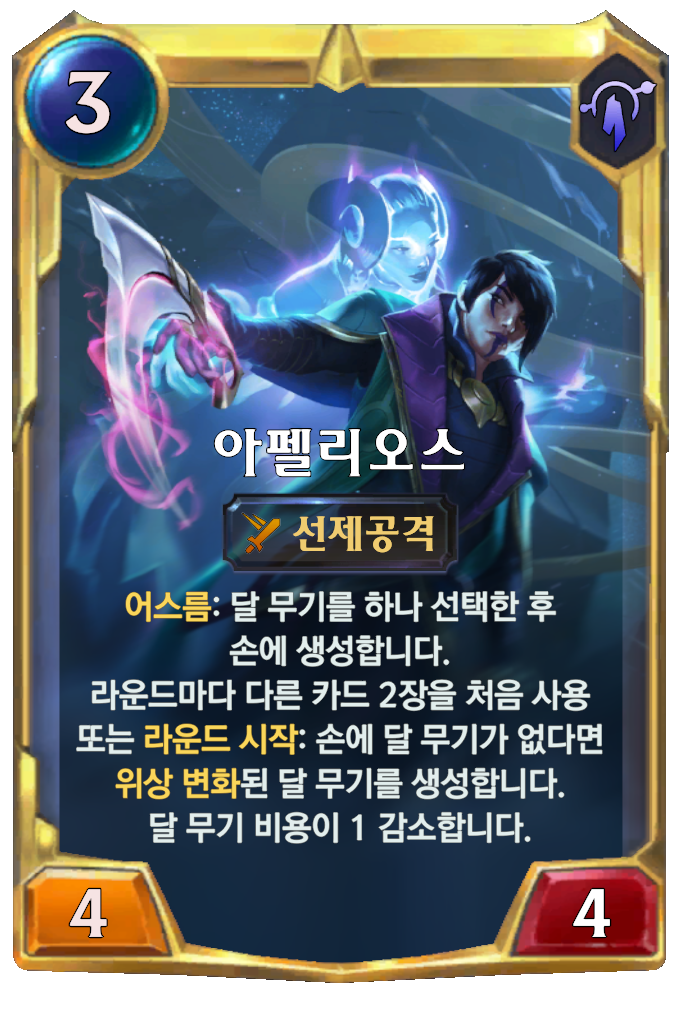 3
아펠리오스
선제공격
어스름: 달 무기를 하나 선택한 후
손에 생성합니다.
라운드마다 다른 카드 2장을 처음 사용
또는 라운드 시작: 손에 달 무기가 없다면
위상 변화된 달 무기를 생성합니다.
달 무기 비용이 1 감소합니다.
4
4